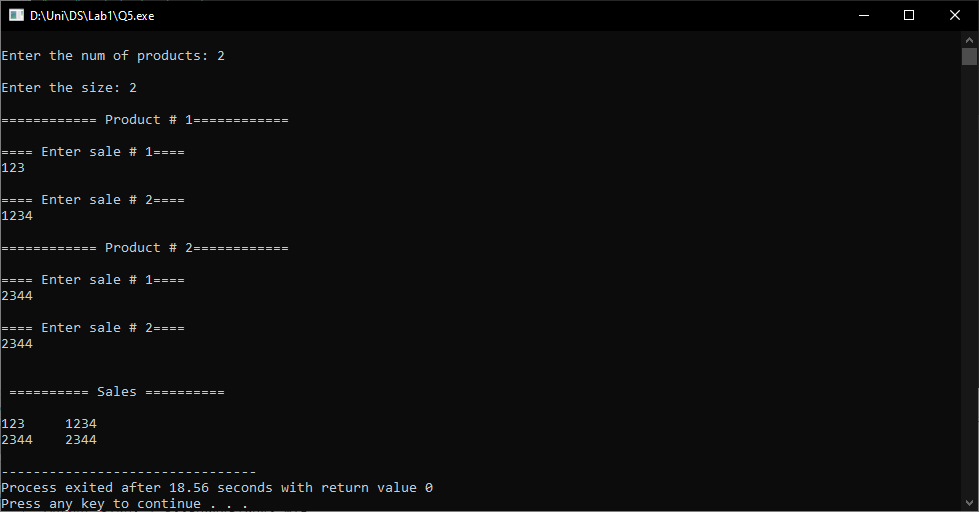 D:\Uni\DS\Lab1\Q5.exe
Enter the num of products: 2
Enter the size: 2
============ Product # 1============
==== Enter sale # 1====
123
==== Enter sale # 2====
1234
============ Product # 2============
==== Enter sale # 1====
2344
==== Enter sale # 2====
2344
========== Sales ==========
123     1234
2344    2344
--------------------------------
Process exited after 18.56 seconds with return value 0
Press any key to continue . . .